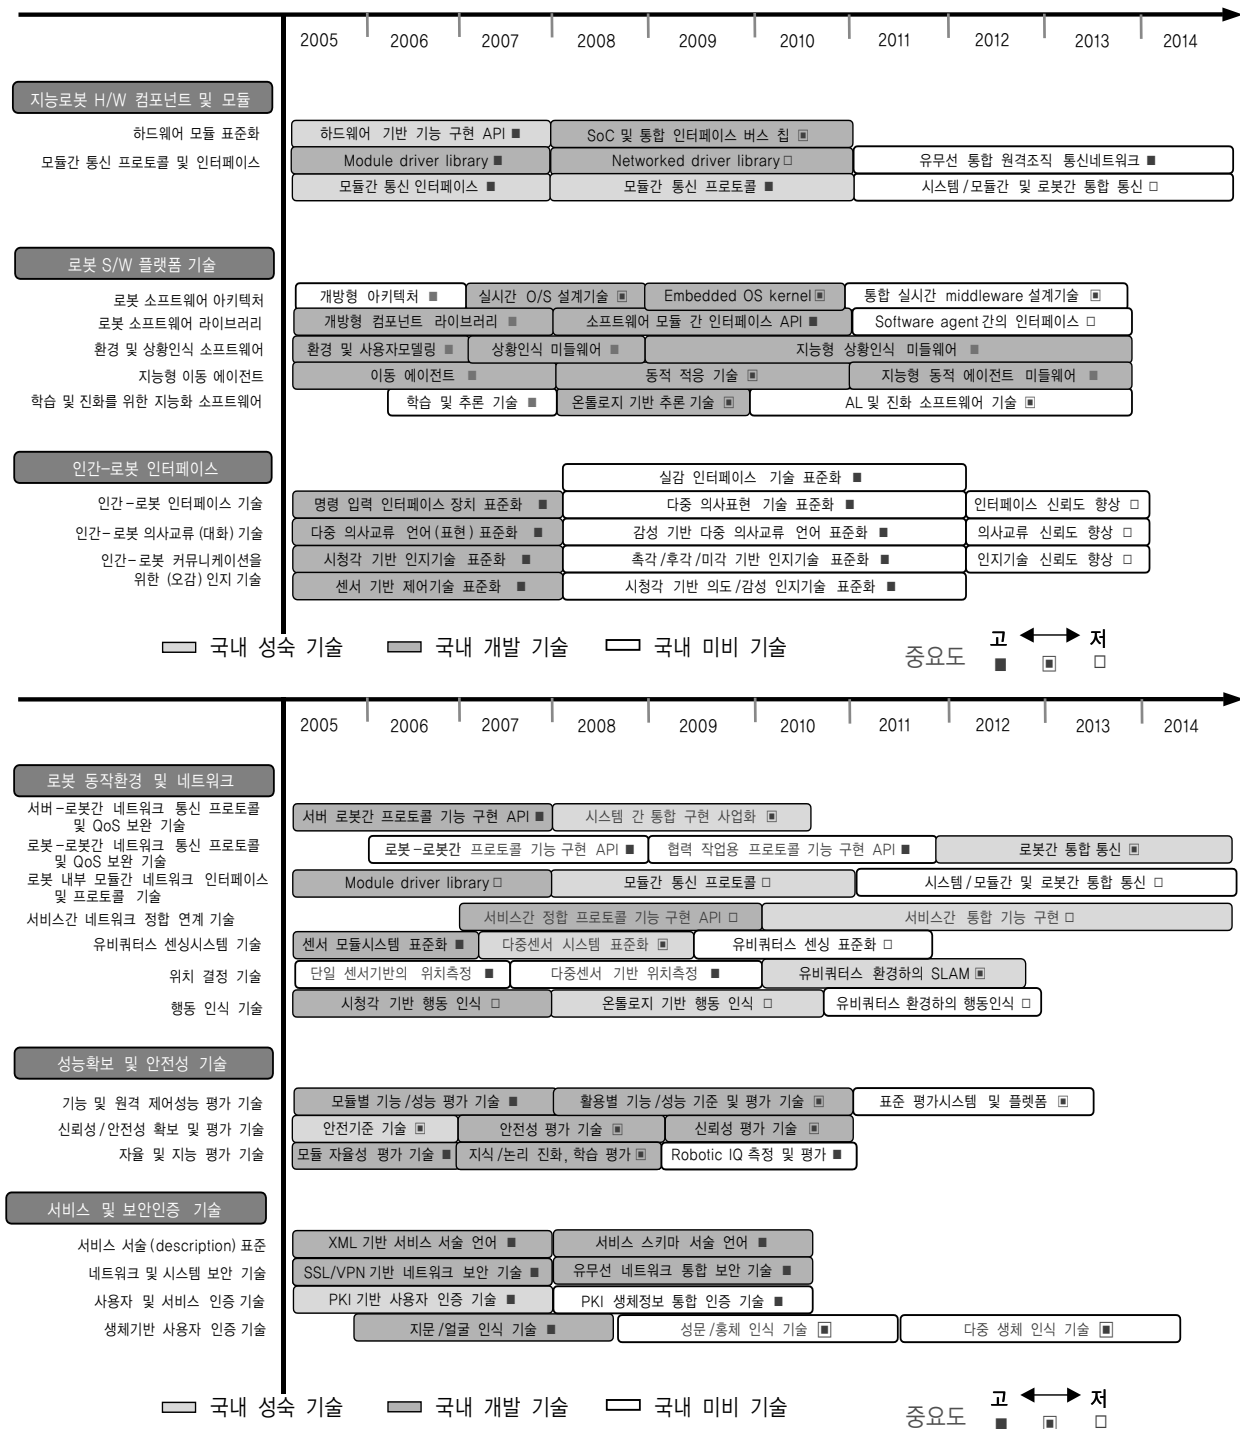 2005 2006 2007 2008 2009 2010 2011 2012 2013 2014
지능로봇 H/W 컴포넌트 및 모듈
하드웨어 모듈 표준화 하드웨어 기반 기능 구현 API ■ SoC 및 통합 인터페이스 버스 칩 ▣
모듈간 통신 프로토콜 및 인터페이스 Module driver library ■ Networked driver library □ 유무선 통합 원격조직 통신네트워크 ■
모듈간 통신 인터페이스 ■ 모듈간 통신 프로토콜 ■ 시스템/모듈간 및 로봇간 통합 통신 □
로봇 S/W 플랫폼 기술
로봇 소프트웨어 아키텍처 개방형 아키텍처 ■ 실시간 O/S 설계기술 ▣ Embedded OS kernel ▣ 통합 실시간 middleware 설계기술 ▣
로봇 소프트웨어 라이브러리 개방형 컴포넌트 라이브러리 ■ 소프트웨어 모듈 간 인터페이스 API ■ Software agent간의 인터페이스 □
환경 및 상황인식 소프트웨어 환경 및 사용자모델링 ■ 상황인식 미들웨어 ■ 지능형 상황인식 미들웨어 ■
지능형 이동 에이전트 이동 에이전트 ■ 동적 적응 기술 ▣ 지능형 동적 에이전트 미들웨어 ■
학습 및 진화를 위한 지능화 소프트웨어 학습 및 추론 기술 ■ 온톨로지 기반 추론 기술 ▣ AL 및 진화 소프트웨어 기술 ▣
인간-로봇 인터페이스
실감 인터페이스 기술 표준화 ■
인간-로봇 인터페이스 기술 명령 입력 인터페이스 장치 표준화 ■ 다중 의사표현 기술 표준화 ■ 인터페이스 신뢰도 향상 □
인간-로봇 의사교류 (대화) 기술 다중 의사교류 언어(표현) 표준화 ■ 감성 기반 다중 의사교류 언어 표준화 ■ 의사교류 신뢰도 향상 □
인간-로봇 커뮤니케이션을 시청각 기반 인지기술 표준화 ■ 촉각/후각/미각 기반 인지기술 표준화 ■ 인지기술 신뢰도 향상 □
위한 (오감) 인지 기술 센서 기반 제어기술 표준화 ■ 시청각 기반 의도/감성 인지기술 표준화 ■
국내 성숙 기술 국내 개발 기술 국내 미비 기술 중요도 고 ↔ 저
■ ▣ □
2005 2006 2007 2008 2009 2010 2011 2012 2013 2014
로봇 동작환경 및 네트워크
서버-로봇간 네트워크 통신 프로토콜
및 QoS 보완 기술 서버 로봇간 프로토콜 기능 구현 API ■ 시스템 간 통합 구현 사업화 ▣
로봇-로봇간 네트워크 통신 프로토콜
및 QoS 보완 기술 로봇-로봇간 프로토콜 기능 구현 API ■ 협력 작업용 프로토콜 기능 구현 API ■ 로봇간 통합 통신 ▣
로봇 내부 모듈간 네트워크 인터페이스
및 프로토콜 기술 Module driver library □ 모듈간 통신 프로토콜 □ 시스템/모듈간 및 로봇간 통합 통신 □
서비스간 네트워크 정합 연계 기술 서비스간 정합 프로토콜 기능 구현 API □ 서비스간 통합 기능 구현 □
유비쿼터스 센싱시스템 기술 센서 모듈시스템 표준화 ■ 다중센서 시스템 표준화 ▣ 유비쿼터스 센싱 표준화 □
위치 결정 기술 단일 센서기반의 위치측정 ■ 다중센서 기반 위치측정 ■ 유비쿼터스 환경하의 SLAM ▣
행동 인식 기술 시청각 기반 행동 인식 □ 온톨로지 기반 행동 인식 □ 유비쿼터스 환경하의 행동인식 □
성능확보 및 안전성 기술
기능 및 원격 제어성능 평가 기술 모듈별 기능/성능 평가 기술 ■ 활용별 기능/성능 기준 및 평가 기술 ▣ 표준 평가시스템 및 플랫폼 ▣
신뢰성/안전성 확보 및 평가 기술 안전기준 기술 ▣ 안전성 평가 기술 ▣ 신뢰성 평가 기술 ▣
자율 및 지능 평가 기술 모듈 자율성 평가 기술 ■ 지식/논리 진화, 학습 평가 ▣ Robotic IQ 측정 및 평가 ■
서비스 및 보안인증 기술
서비스 서술(description) 표준 XML 기반 서비스 서술 언어 ■ 서비스 스키마 서술 언어 ■
네트워크 및 시스템 보안 기술 SSL/VPN 기반 네트워크 보안 기술 ■ 유무선 네트워크 통합 보안 기술 ■
사용자 및 서비스 인증 기술 PKI 기반 사용자 인증 기술 ■ PKI 생체정보 통합 인증 기술 ■
생체기반 사용자 인증 기술 지문/얼굴 인식 기술 ■ 성문/홍체 인식 기술 ▣ 다중 생체 인식 기술 ▣
국내 성숙 기술 국내 개발 기술 국내 미비 기술 중요도 고 ↔ 저
■ ▣ □